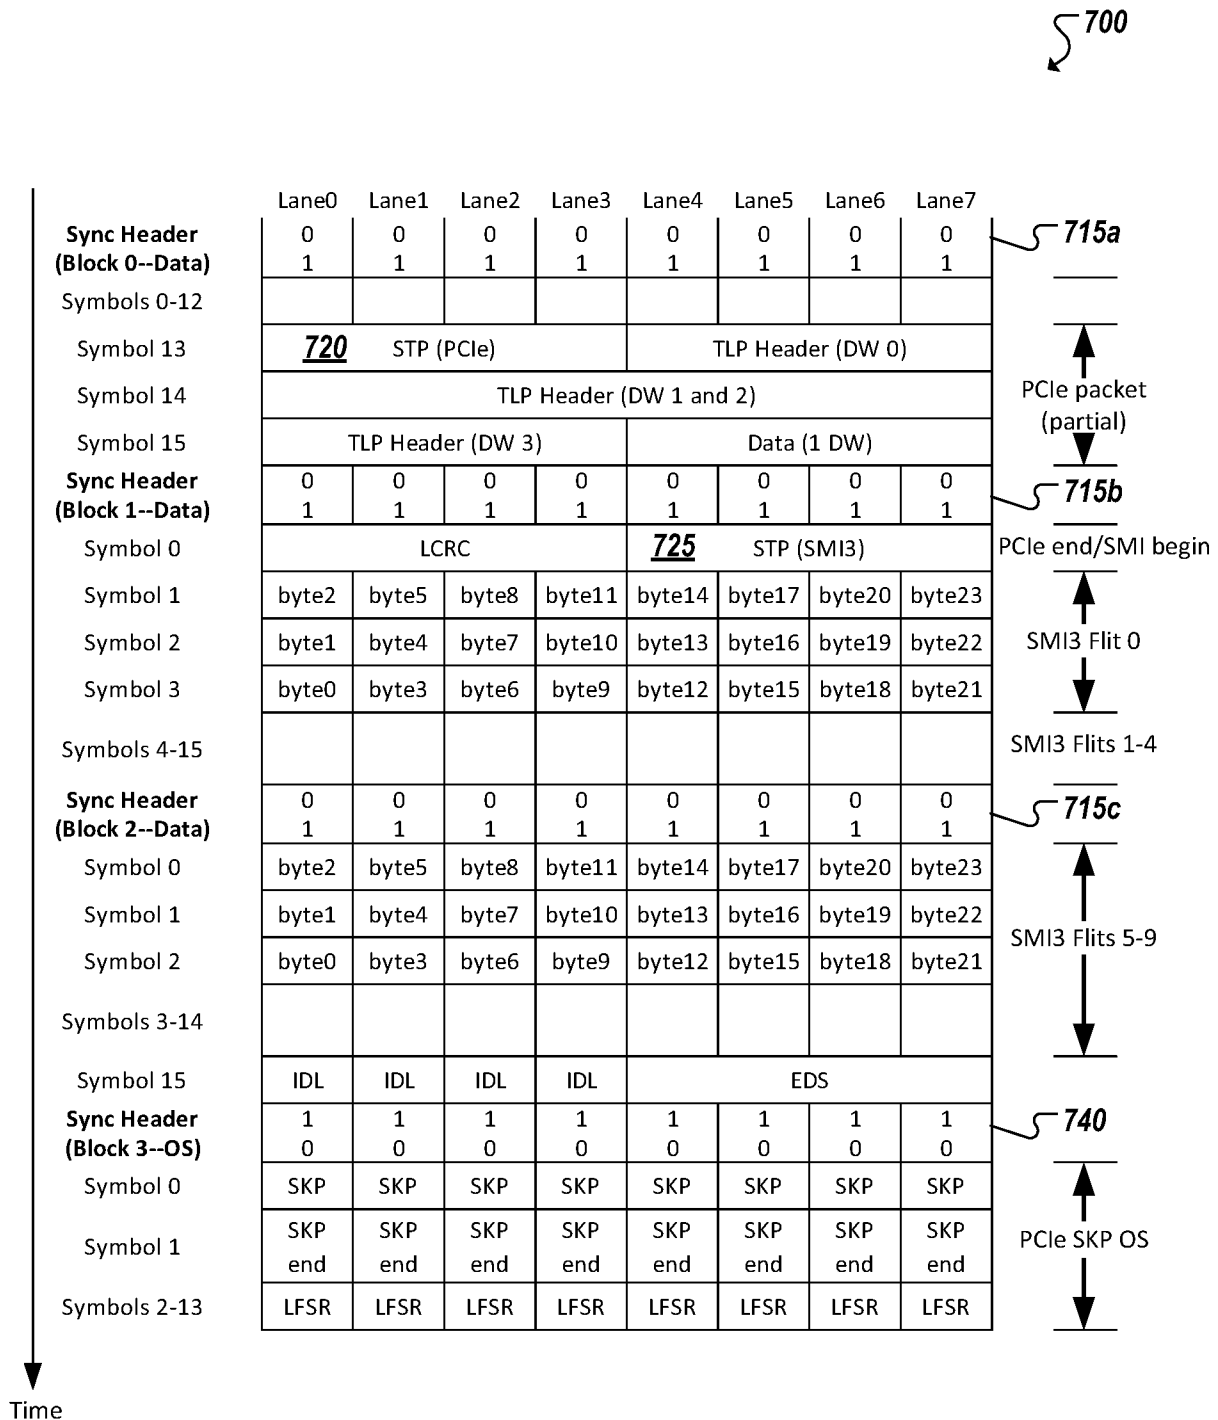 700
Lane0 Lane1 Lane2 Lane3 Lane4 Lane5 Lane6 Lane7
Sync Header 0 0 0 0 0 0 0 0 715a
(Block 0--Data) 1 1 1 1 1 1 1 1
Symbols 0-12
Symbol 13 720 STP (PCIe) TLP Header (DW 0)
Symbol 14 TLP Header (DW 1 and 2) PCIe packet
(partial)
Symbol 15 TLP Header (DW 3) Data (1 DW)
Sync Header 0 0 0 0 0 0 0 0 715b
(Block 1--Data) 1 1 1 1 1 1 1 1
Symbol 0 LCRC 725 STP (SMI3) PCIe end/SMI begin
Symbol 1 byte2 byte5 byte8 byte11 byte14 byte17 byte20 byte23
Symbol 2 byte1 byte4 byte7 byte10 byte13 byte16 byte19 byte22 SMI3 Flit 0
Symbol 3 byte0 byte3 byte6 byte9 byte12 byte15 byte18 byte21
Symbols 4-15 SMI3 Flits 1-4
Sync Header 0 0 0 0 0 0 0 0 715c
(Block 2--Data) 1 1 1 1 1 1 1 1
Symbol 0 byte2 byte5 byte8 byte11 byte14 byte17 byte20 byte23
Symbol 1 byte1 byte4 byte7 byte10 byte13 byte16 byte19 byte22
SMI3 Flits 5-9
Symbol 2 byte0 byte3 byte6 byte9 byte12 byte15 byte18 byte21
Symbols 3-14
Symbol 15 IDL IDL IDL IDL EDS
Sync Header 1 1 1 1 1 1 1 1 740
(Block 3--OS) 0 0 0 0 0 0 0 0
Symbol 0 SKP SKP SKP SKP SKP SKP SKP SKP
Symbol 1 SKP SKP SKP SKP SKP SKP SKP SKP PCIe SKP OS
end end end end end end end end
Symbols 2-13 LFSR LFSR LFSR LFSR LFSR LFSR LFSR LFSR
Time